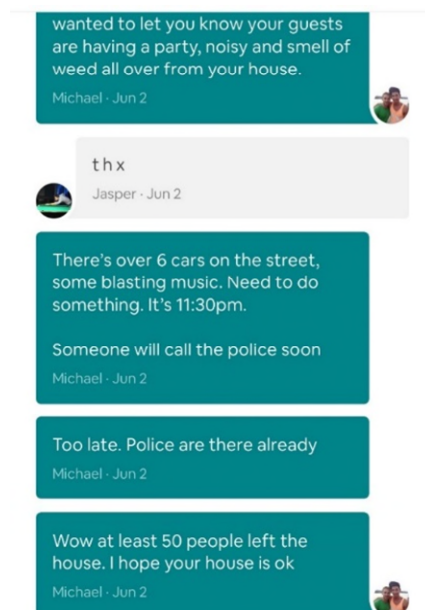 wanted to let you know your guests
are having a party, noisy and smell of
weed all over from your house.
Michael · Jun 2
thx
Jasper · Jun 2
There's over 6 cars on the street,
some blasting music. Need to do
something. It's 11:30pm.
Someone will call the police soon
Michael · Jun 2
Too late. Police are there already
Michael · Jun 2
Wow at least 50 people left the
house. I hope your house is ok
Michael · Jun 2